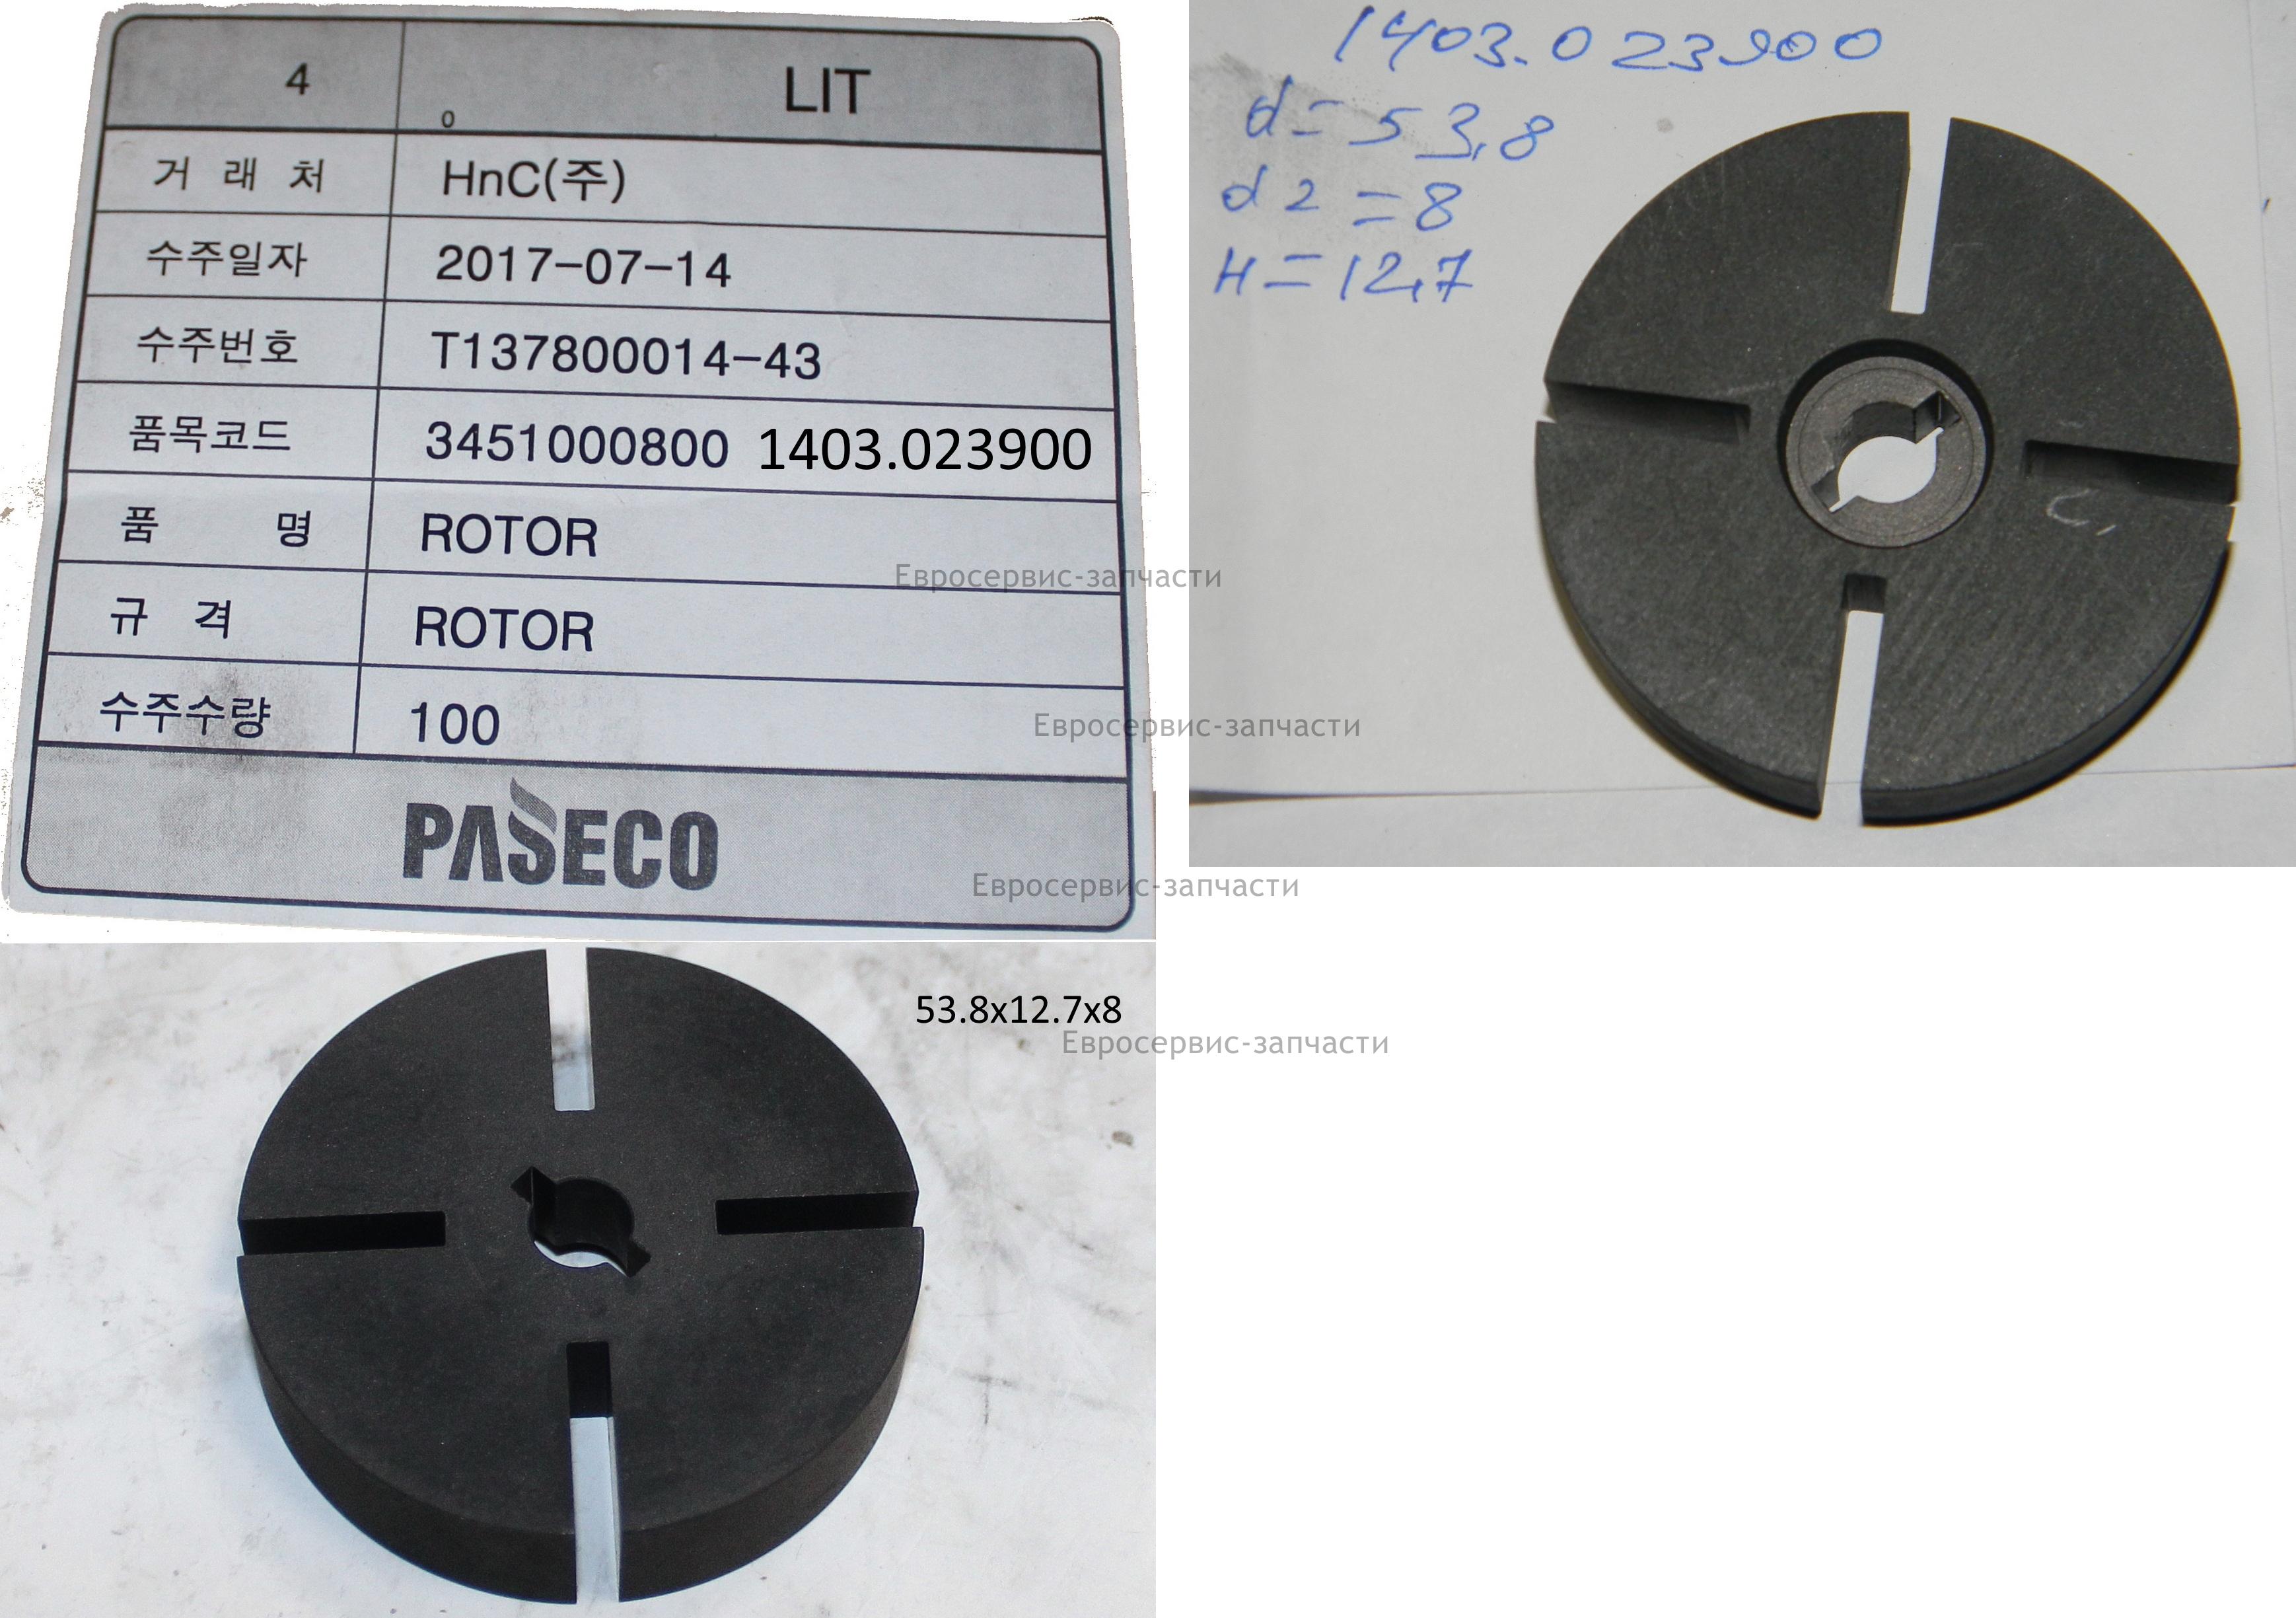 4 LIT
o
거 래 처 HnC(주)
수주일자 2017-07-14
수주번호 T137800014-43
품목코드 3451000800 1403.023900
품 명 ROTOR
규 격 ROTOR
수주수량 100
PASECO
1403.023900
d = 53,8
d2 = 8
H = 12,7
Евросервис-запчасти
Евросервис-запчасти
Евросервис-запчасти
53.8x12.7x8
Евросервис-запчасти